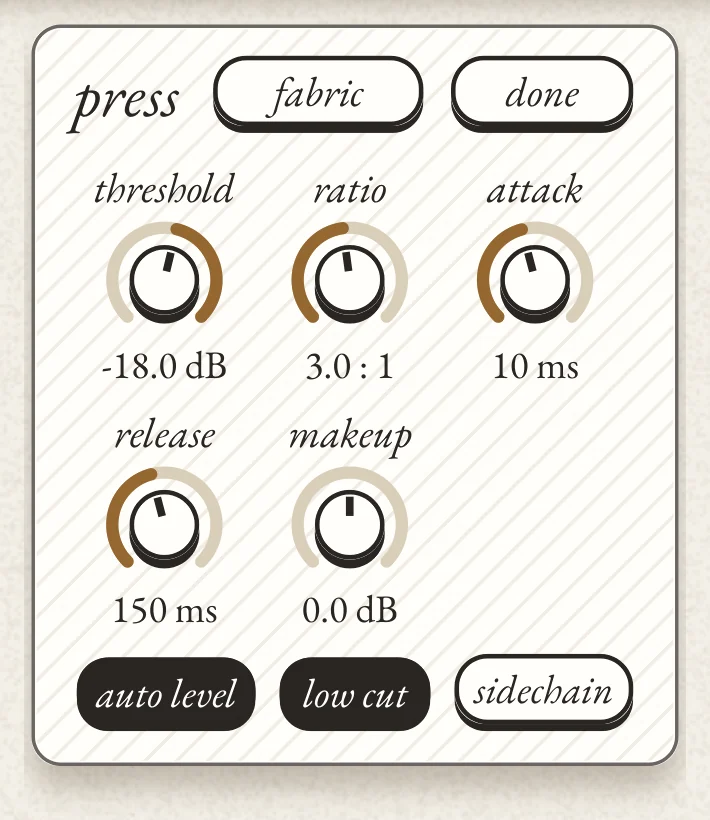 press fabric done
threshold ratio attack
-18.0 dB 3.0 : 1 10 ms
release makeup
150 ms 0.0 dB
auto level low cut sidechain